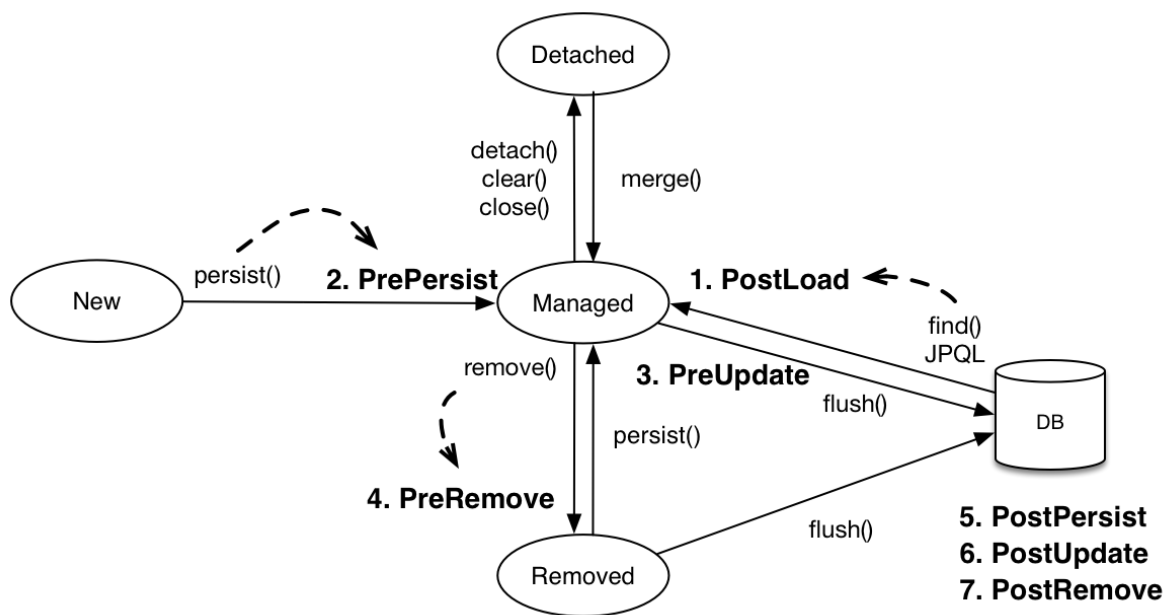 Detached
detach()
clear()
close()
merge()
persist()
2. PrePersist
1. PostLoad
New
Managed
find()
JPQL
remove()
3. PreUpdate
flush()
DB
persist()
4. PreRemove
flush()
5. PostPersist
6. PostUpdate
7. PostRemove
Removed